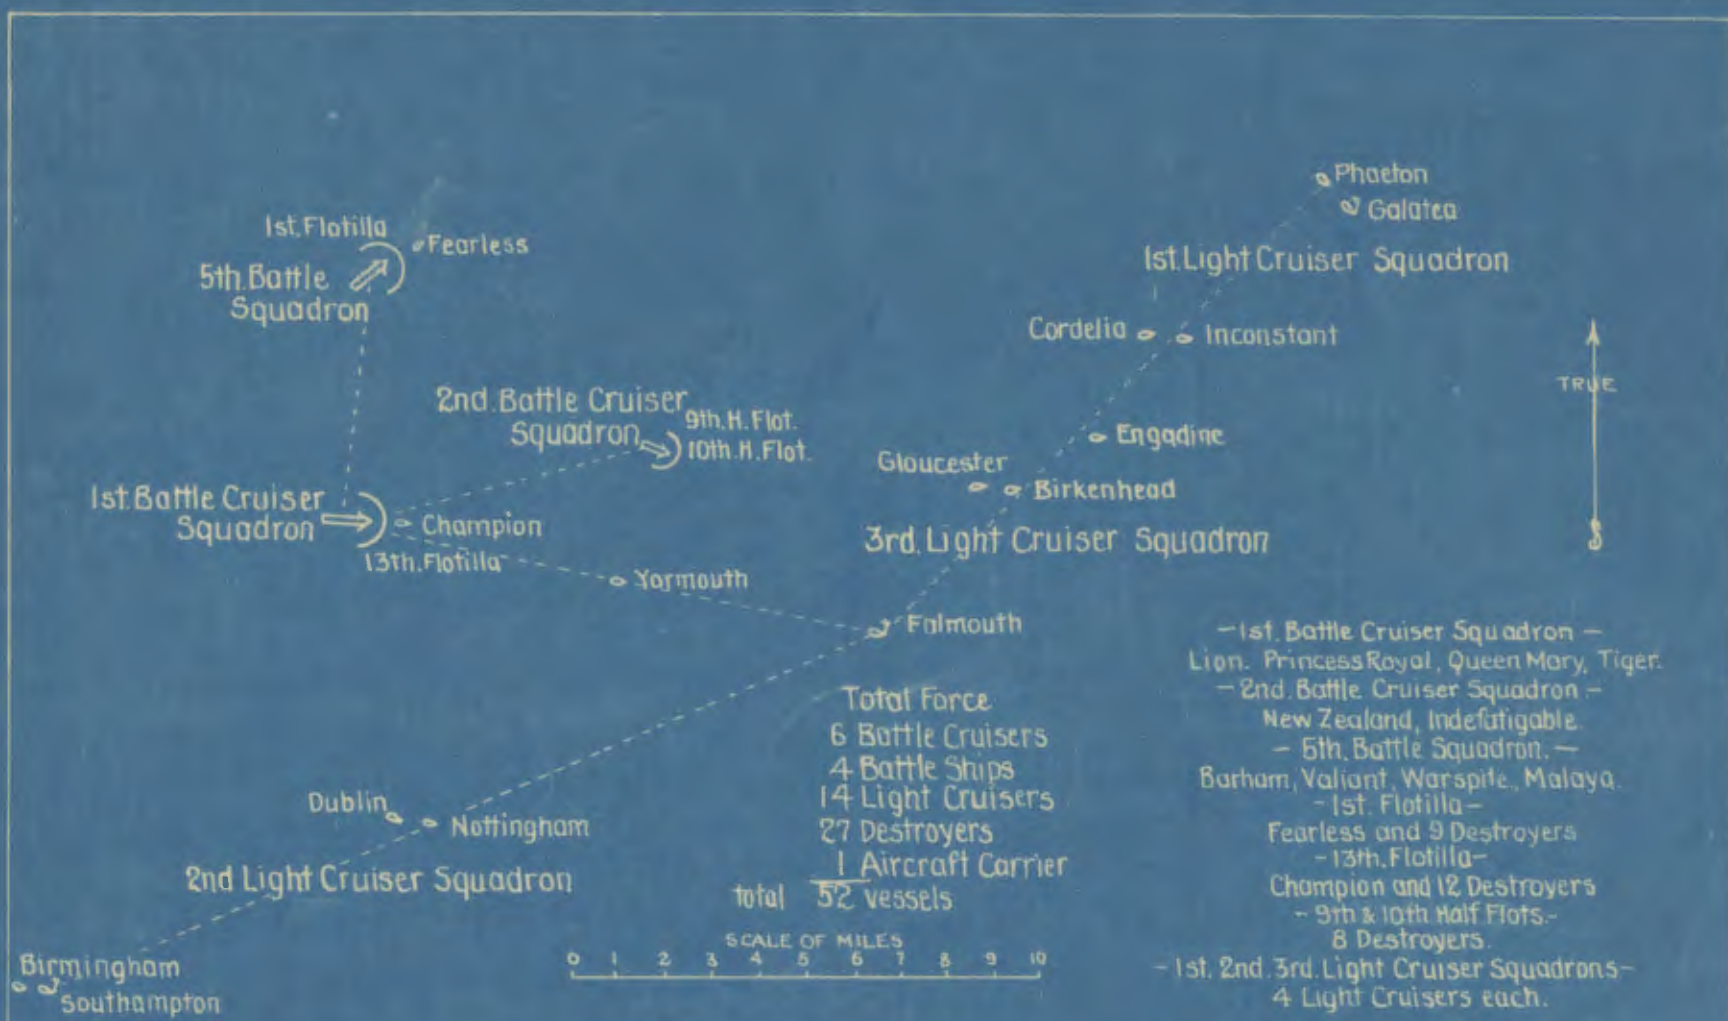 Phaeton
Galatea
1st. Light Cruiser Squadron
1st. Flotilla
Fearless
5th. Battle
Squadron
Cordelia
Inconstant
TRUE
2nd. Battle Cruiser
Squadron
9th. H. Flot.
10th. H. Flot.
Engadine
Gloucester
Birkenhead
3rd. Light Cruiser Squadron
1st. Battle Cruiser
Squadron
Champion
13th. Flotilla
Yarmouth
Falmouth
Dublin
Nottingham
2nd Light Cruiser Squadron
Birmingham
Southampton
Total Force
6 Battle Cruisers
4 Battle Ships
14 Light Cruisers
27 Destroyers
1 Aircraft Carrier
total 52 vessels
SCALE OF MILES
0 1 2 3 4 5 6 7 8 9 10
-1st. Battle Cruiser Squadron-
Lion. Princess Royal, Queen Mary, Tiger.
-2nd. Battle Cruiser Squadron-
New Zealand, Indefatigable.
- 5th. Battle Squadron. -
Barham, Valiant, Warspite, Malaya.
-1st. Flotilla-
Fearless and 9 Destroyers
-13th. Flotilla-
Champion and 12 Destroyers
- 9th & 10th Half Flots.-
8 Destroyers.
-1st. 2nd. 3rd. Light Cruiser Squadrons-
4 Light Cruisers each.